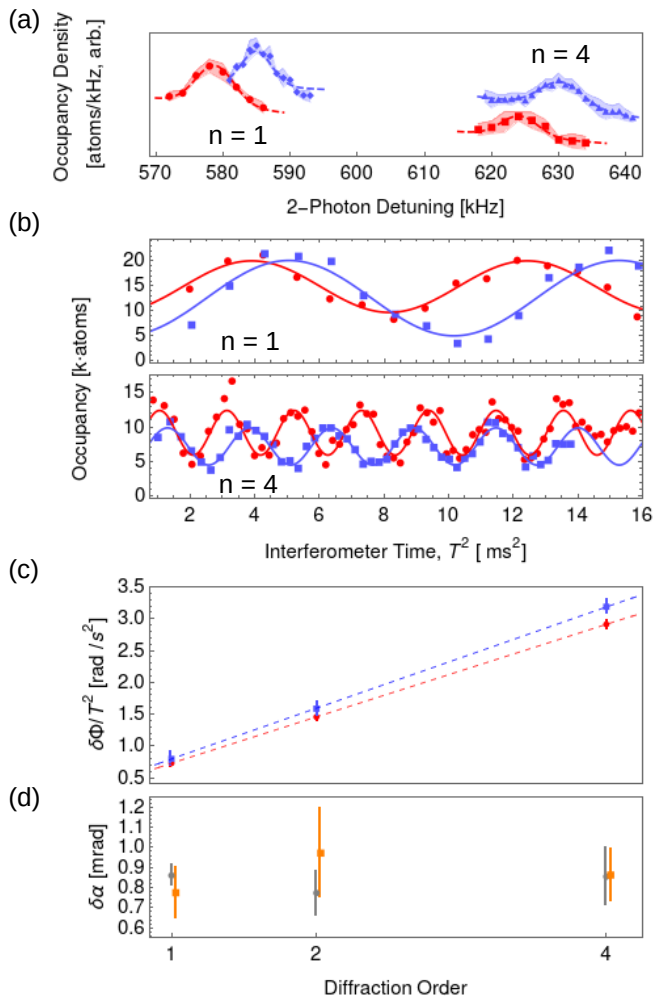 (a)
Occupancy Density
[atoms/kHz, arb.]
n = 1
n = 4
570 580 590 600 610 620 630 640
2−Photon Detuning [kHz]
(b)
Occupancy [k·atoms]
20
15
10
5
0
n = 1
15
10
5
0
n = 4
2 4 6 8 10 12 14 16
Interferometer Time, T² [ ms²]
(c)
δΦ/T² [rad /s²]
3.5
3.0
2.5
2.0
1.5
1.0
0.5
(d)
δα [mrad]
1.2
1.1
1.0
0.9
0.8
0.7
0.6
1 2 4
Diffraction Order